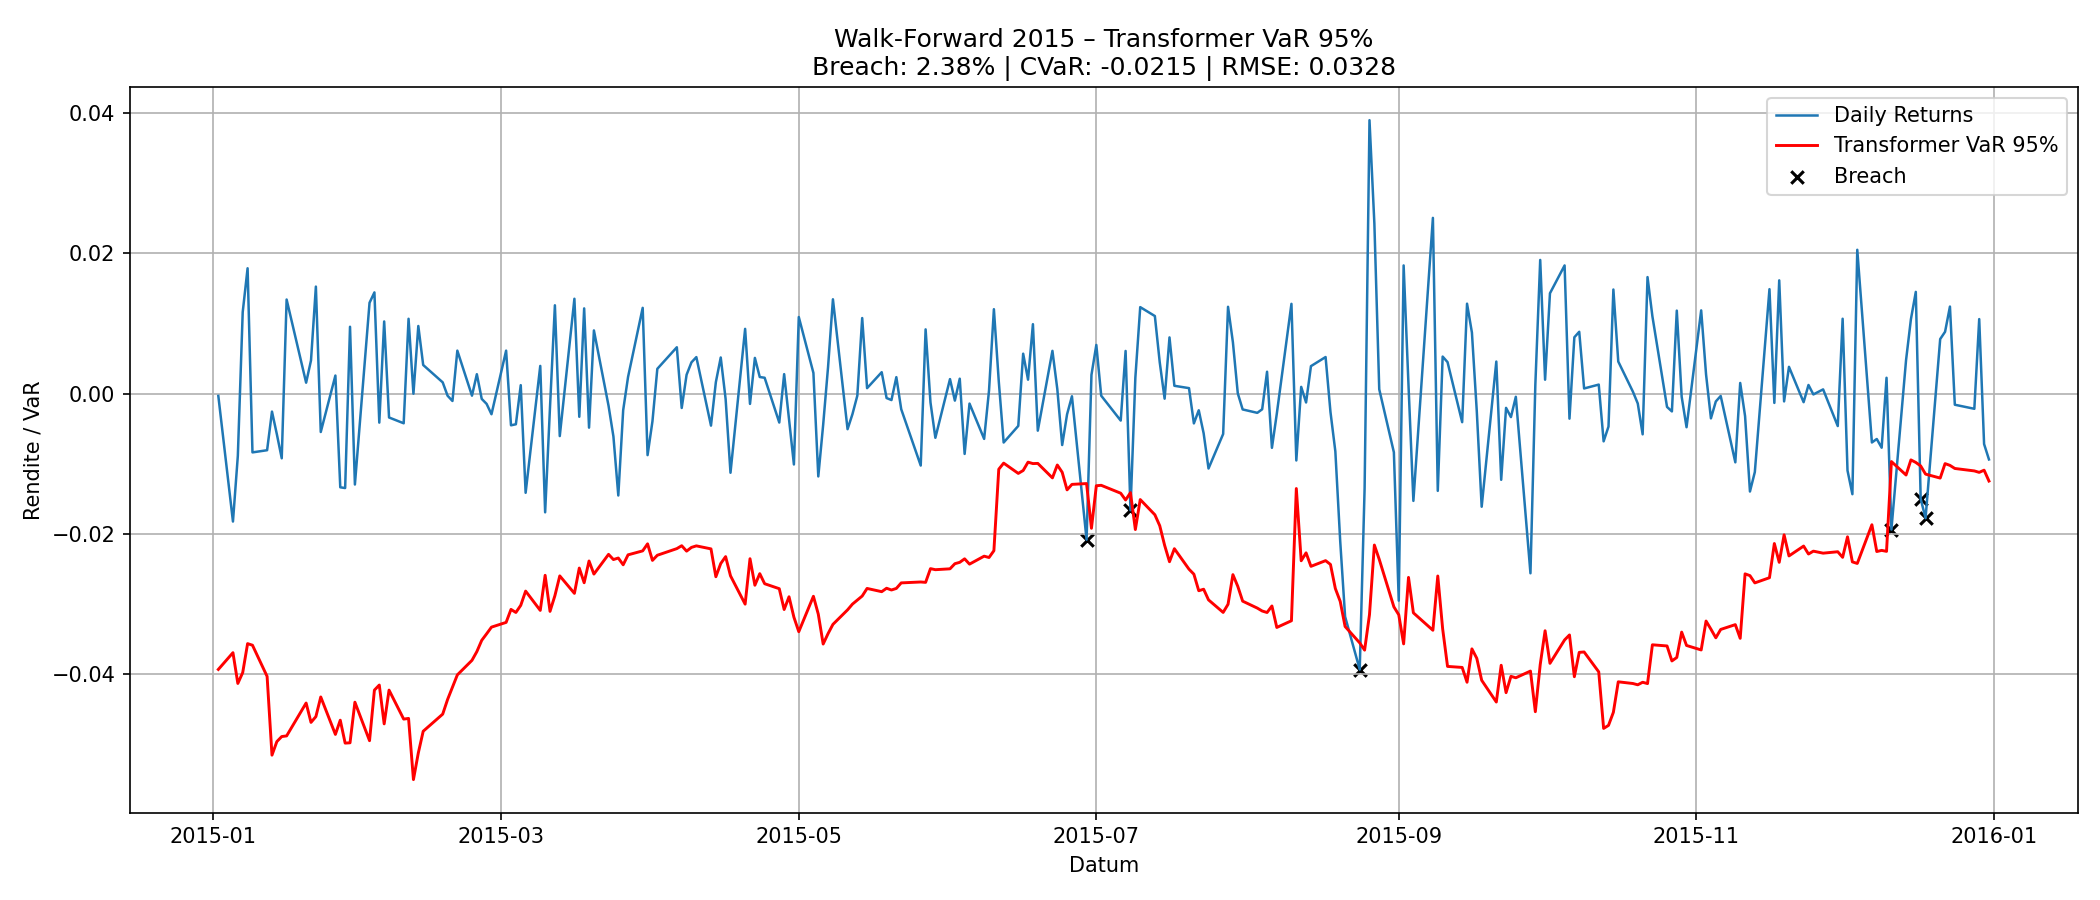 Walk-Forward 2015 – Transformer VaR 95%
Breach: 2.38% | CVaR: -0.0215 | RMSE: 0.0328
Daily Returns
Transformer VaR 95%
Breach
Rendite / VaR
0.04
0.02
0.00
−0.02
−0.04
2015-01
2015-03
2015-05
2015-07
2015-09
2015-11
2016-01
Datum